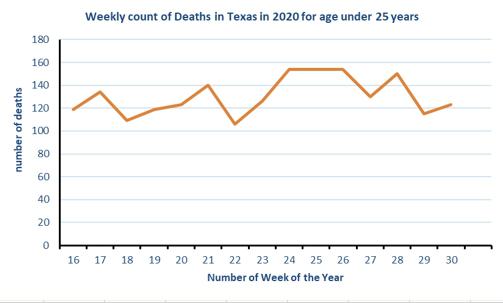 Weekly count of Deaths in Texas in 2020 for age under 25 years
number of deaths
180
160
140
120
100
80
60
40
20
0
16 17 18 19 20 21 22 23 24 25 26 27 28 29 30
Number of Week of the Year